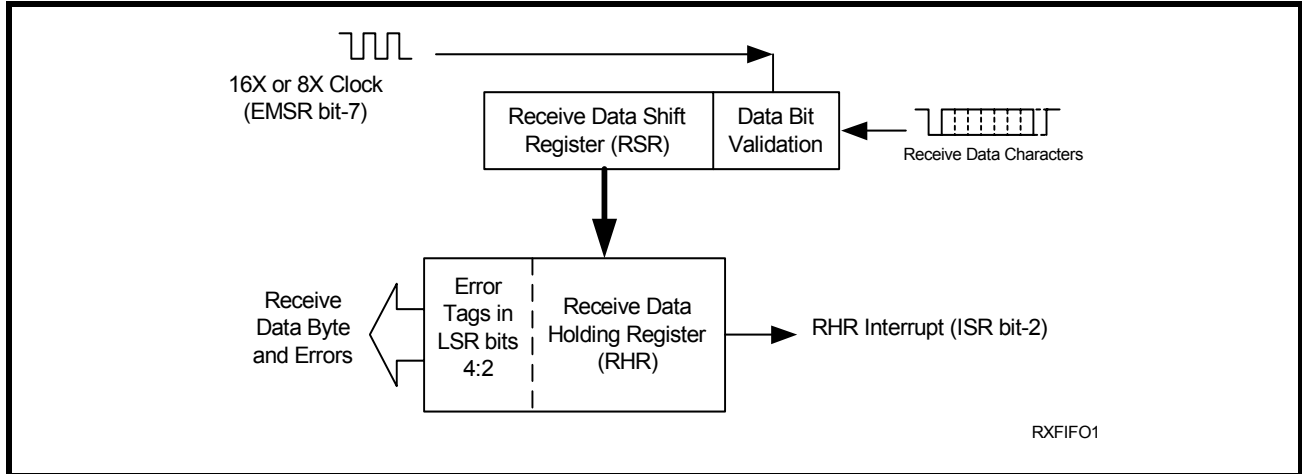 16X or 8X Clock
(EMSR bit-7)
Receive Data Shift
Register (RSR)
Data Bit
Validation
Receive Data Characters
Receive
Data Byte
and Errors
Error
Tags in
LSR bits
4:2
Receive Data
Holding Register
(RHR)
RHR Interrupt (ISR bit-2)
RXFIFO1